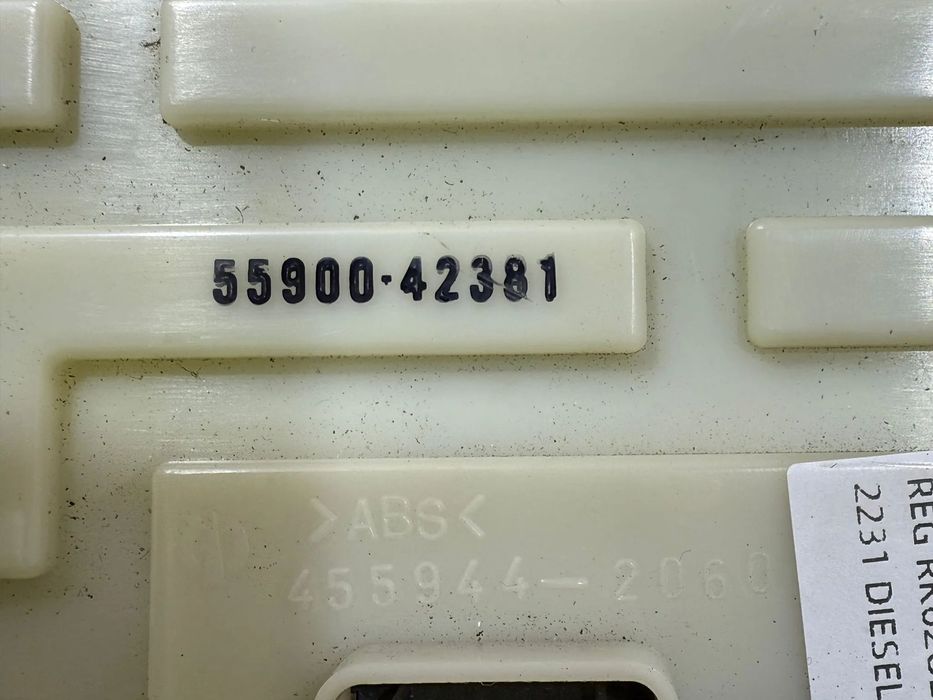 55900-42381
>ABS<
455944-2060
REG
2231 DIESEL